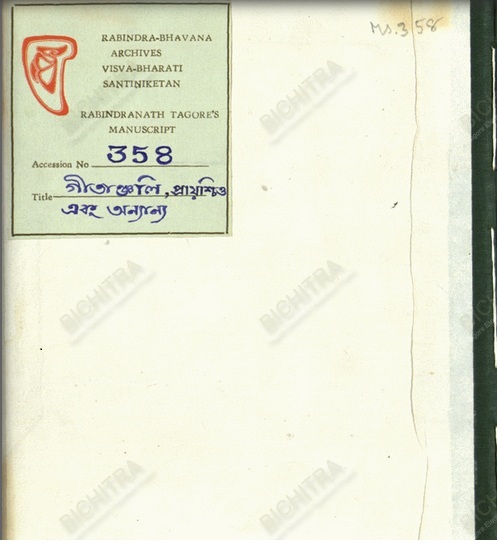 Ms. 358
RABINDRA-BHAVANA
ARCHIVES
VISVA-BHARATI
SANTINIKETAN
RABINDRANATH TAGORE'S
MANUSCRIPT
Accession No 358
Title গীতাঞ্জলি, প্রায়শ্চিত্ত
এবং অন্যান্য
BICHITRA
BICHITRA
BICHITRA
BICHITRA
BICHITRA
BICHITRA